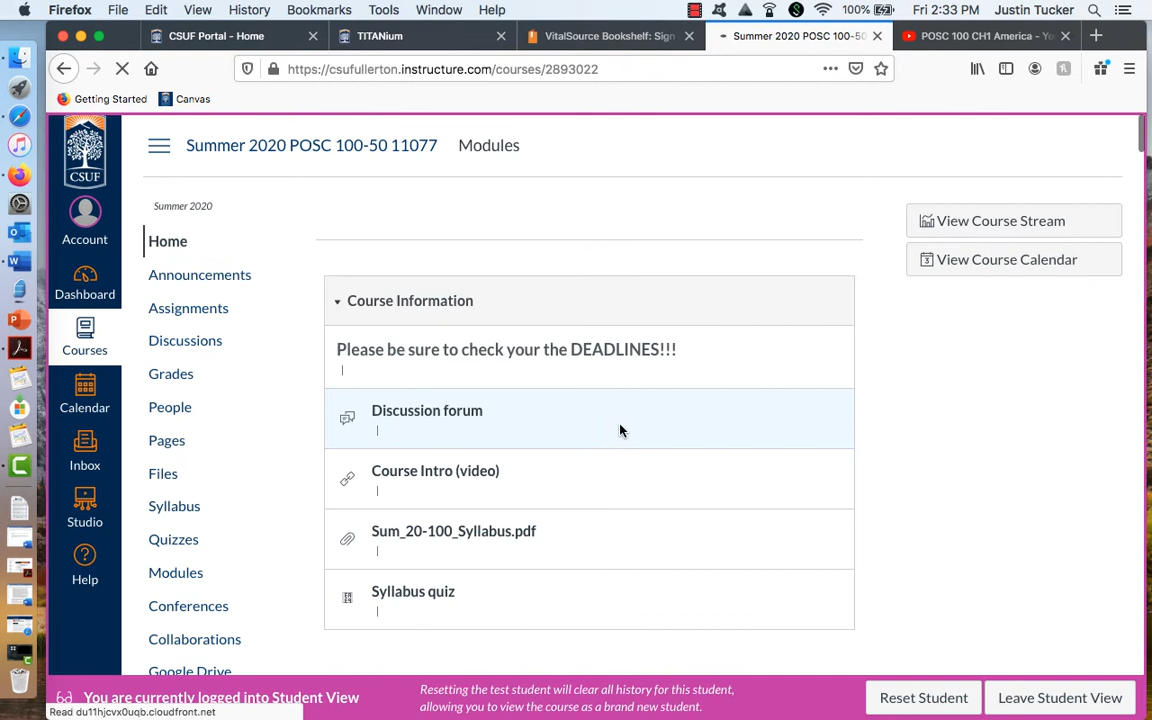 Firefox File Edit View History Bookmarks Tools Window Help 100% Fri 2:33 PM Justin Tucker
CSUF Portal - Home
TITANium
VitalSource Bookshelf: Sign
Summer 2020 POSC 100-50
POSC 100 CH1 America - Yo
https://csufullerton.instructure.com/courses/2893022
Getting Started Canvas
CSUF
Account
Dashboard
Courses
Calendar
Inbox
Studio
Help
Summer 2020 POSC 100-50 11077 Modules
Summer 2020
Home
Announcements
Assignments
Discussions
Grades
People
Pages
Files
Syllabus
Quizzes
Modules
Conferences
Collaborations
Google Drive
Course Information
Please be sure to check your the DEADLINES!!!
|
Discussion forum
|
Course Intro (video)
|
Sum_20-100_Syllabus.pdf
|
Syllabus quiz
|
View Course Stream
3 View Course Calendar
You are currently logged into Student View
Resetting the test student will clear all history for this student,
allowing you to view the course as a brand new student.
Reset Student
Leave Student View
Read du11hjcvx0uqb.cloudfront.net